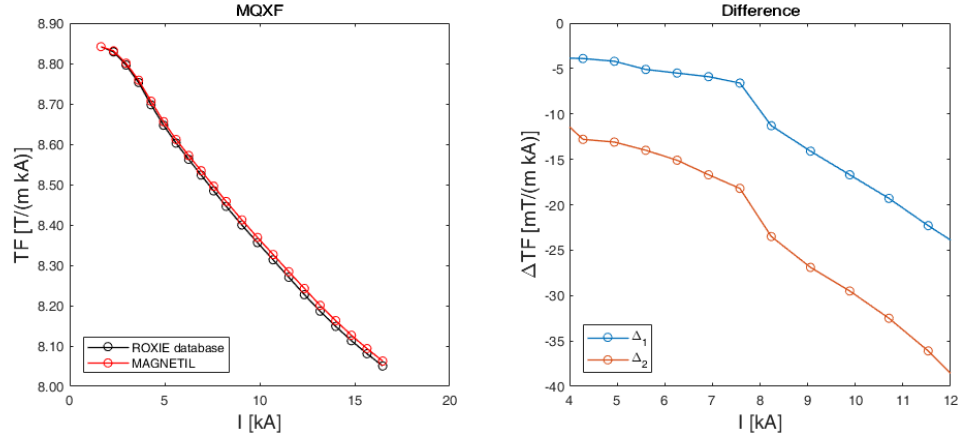 MQXF
TF [T/(m kA)]
8.90
8.80
8.70
8.60
8.50
8.40
8.30
8.20
8.10
8.00
ROXIE database
MAGNETIL
0 5 10 15 20
I [kA]
Difference
ΔTF [mT/(m kA)]
0
-5
-10
-15
-20
-25
-30
-35
-40
Δ1
Δ2
4 5 6 7 8 9 10 11 12
I [kA]